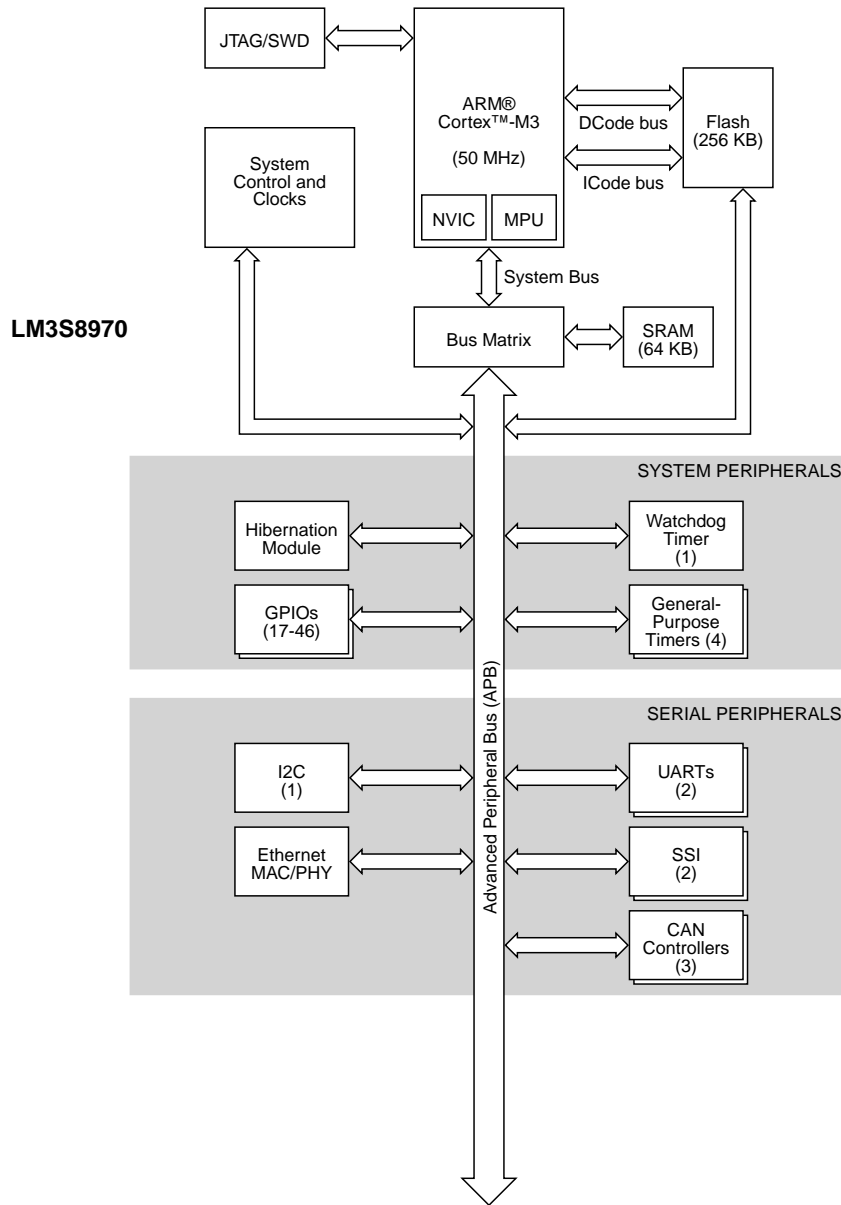 JTAG/SWD
ARM®
Cortex™-M3
(50 MHz)
NVIC
MPU
DCode bus
ICode bus
Flash
(256 KB)
System
Control and
Clocks
System Bus
LM3S8970
Bus Matrix
SRAM
(64 KB)
SYSTEM PERIPHERALS
Hibernation
Module
Watchdog
Timer
(1)
GPIOs
(17-46)
General-
Purpose
Timers (4)
Advanced Peripheral Bus (APB)
SERIAL PERIPHERALS
I2C
(1)
UARTs
(2)
Ethernet
MAC/PHY
SSI
(2)
CAN
Controllers
(3)